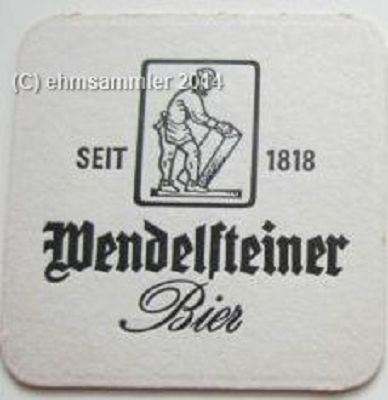 (C) ehmsammler 2014
SEIT 1818
Wendelſteiner
Bier